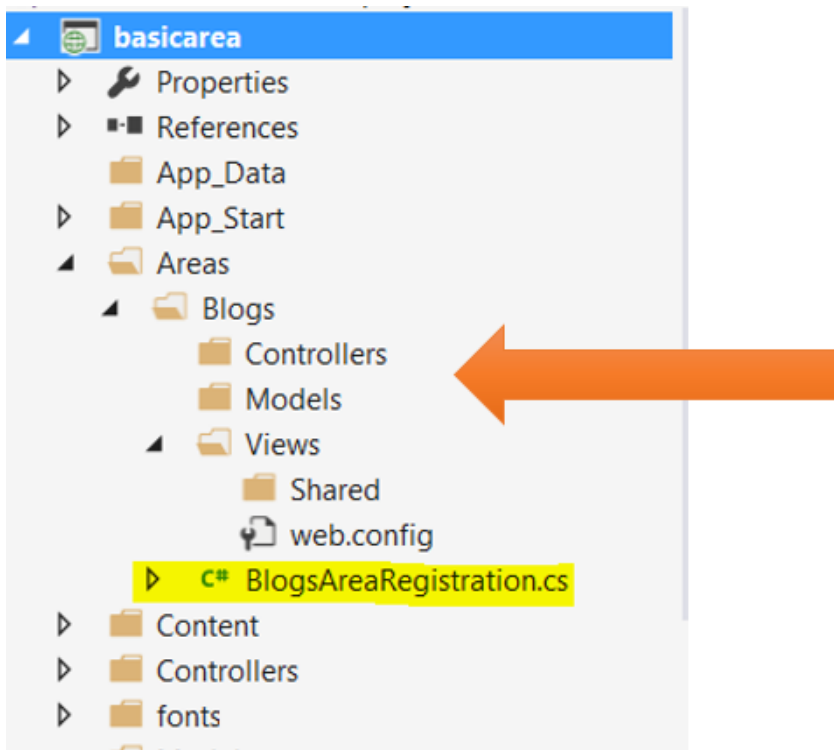 basicarea
Properties
References
App_Data
App_Start
Areas
Blogs
Controllers
Models
Views
Shared
web.config
C# BlogsAreaRegistration.cs
Content
Controllers
fonts